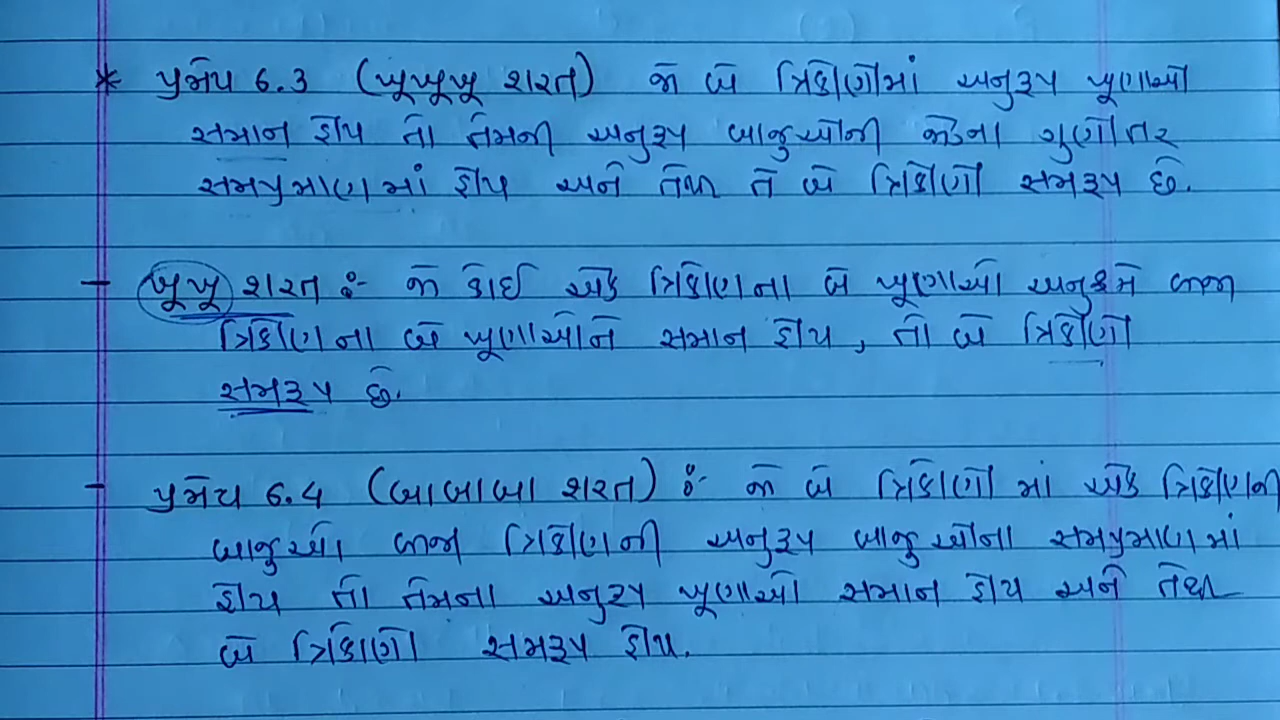 * પ્રમેય 6.3 (ખૂખૂખૂ શરત) જો બે ત્રિકોણોમાં અનુરૂપ ખૂણાઓ
સમાન હોય તો તેમની અનુરૂપ બાજુઓની જોડના ગુણોત્તર
સમપ્રમાણમાં હોય અને તેથી તે બે ત્રિકોણો સમરૂપ છે.
- ખૂખૂ શરત :- જો કોઈ એક ત્રિકોણના બે ખૂણાઓ અનુક્રમે બીજા
ત્રિકોણના બે ખૂણાઓને સમાન હોય, તો બે ત્રિકોણો
સમરૂપ છે.
- પ્રમેય 6.4 (બાબાબા શરત) :- જો બે ત્રિકોણોમાં એક ત્રિકોણની
બાજુઓ બીજા ત્રિકોણની અનુરૂપ બાજુઓના સમપ્રમાણમાં
હોય તો તેમના અનુરૂપ ખૂણાઓ સમાન હોય અને તેથી
બે ત્રિકોણો સમરૂપ હોય.